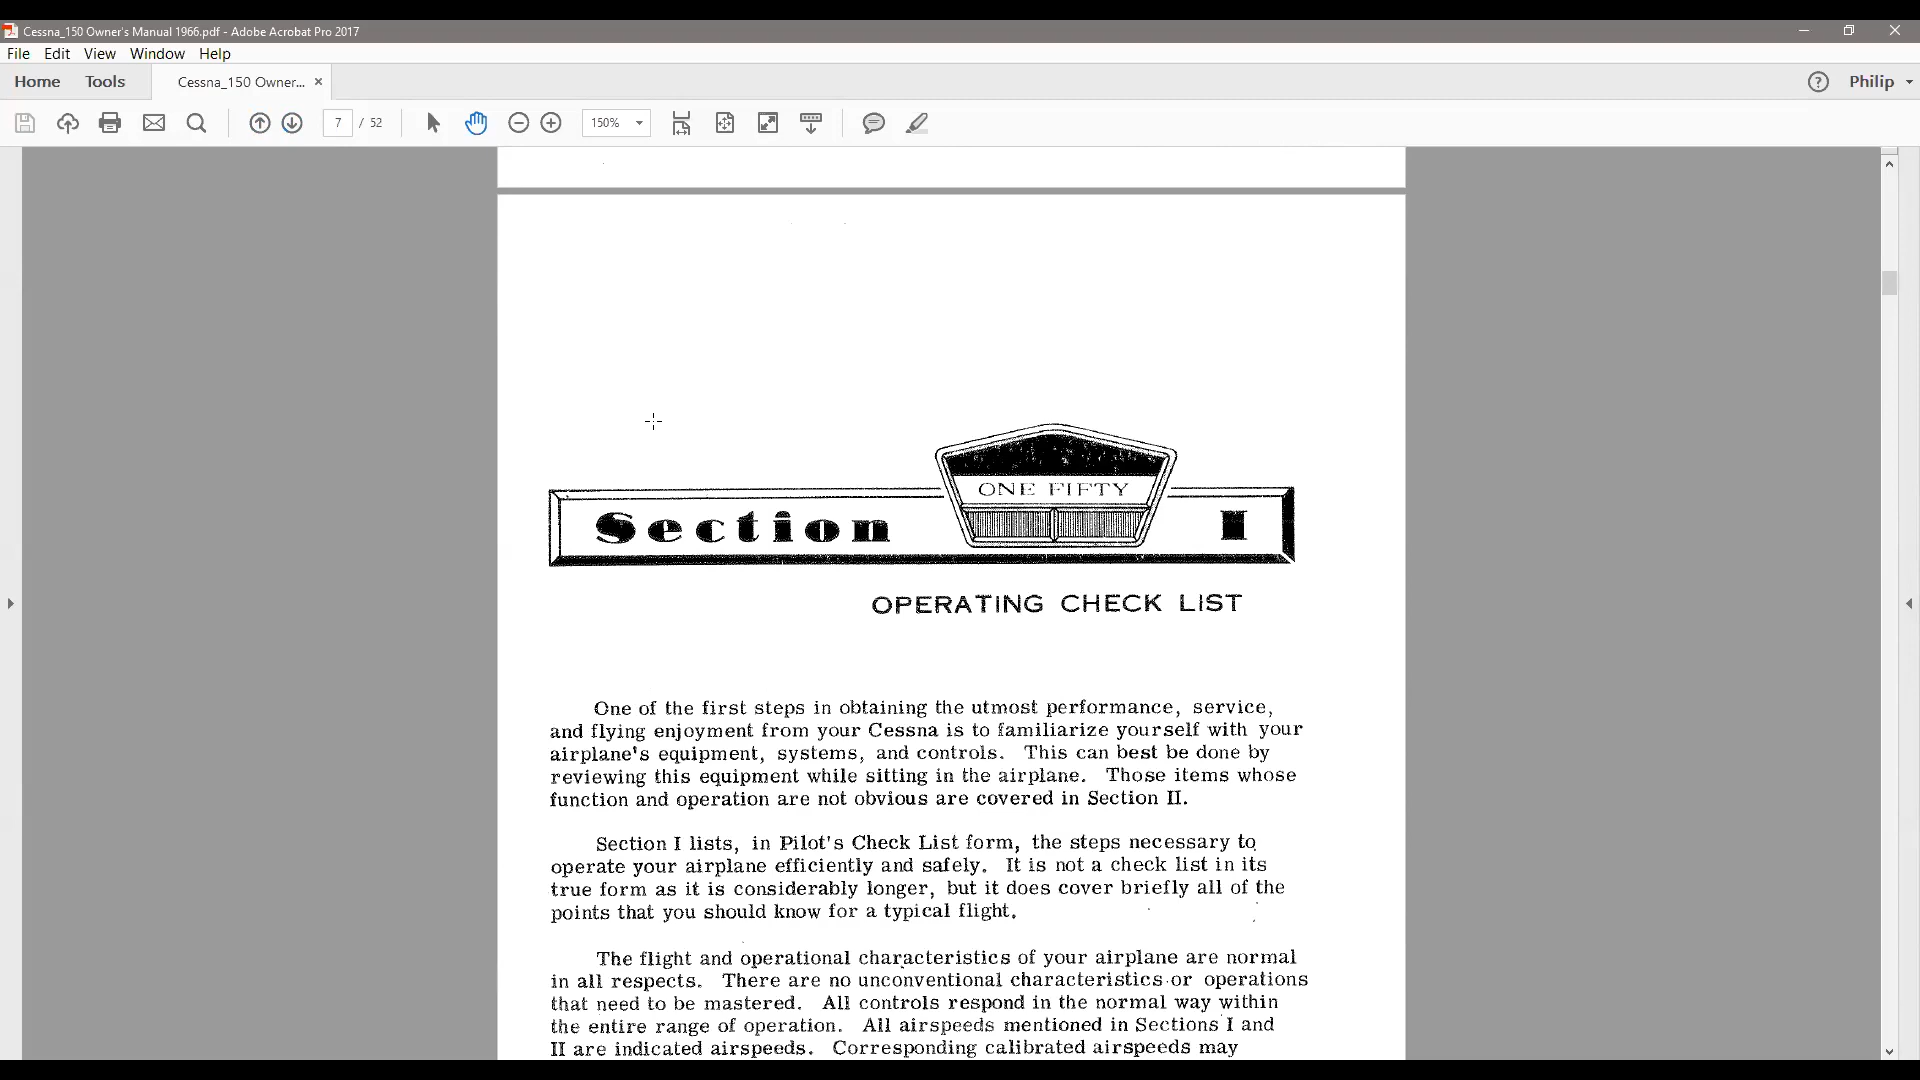 Cessna_150 Owner's Manual 1966.pdf - Adobe Acrobat Pro 2017
File Edit View Window Help
Home Tools Cessna_150 Owner... × ? Philip
7 / 52 150%
ONE FIFTY
Section I
OPERATING CHECK LIST
One of the first steps in obtaining the utmost performance, service,
and flying enjoyment from your Cessna is to familiarize yourself with your
airplane's equipment, systems, and controls. This can best be done by
reviewing this equipment while sitting in the airplane. Those items whose
function and operation are not obvious are covered in Section II.
Section I lists, in Pilot's Check List form, the steps necessary to
operate your airplane efficiently and safely. It is not a check list in its
true form as it is considerably longer, but it does cover briefly all of the
points that you should know for a typical flight.
The flight and operational characteristics of your airplane are normal
in all respects. There are no unconventional characteristics or operations
that need to be mastered. All controls respond in the normal way within
the entire range of operation. All airspeeds mentioned in Sections I and
II are indicated airspeeds. Corresponding calibrated airspeeds may